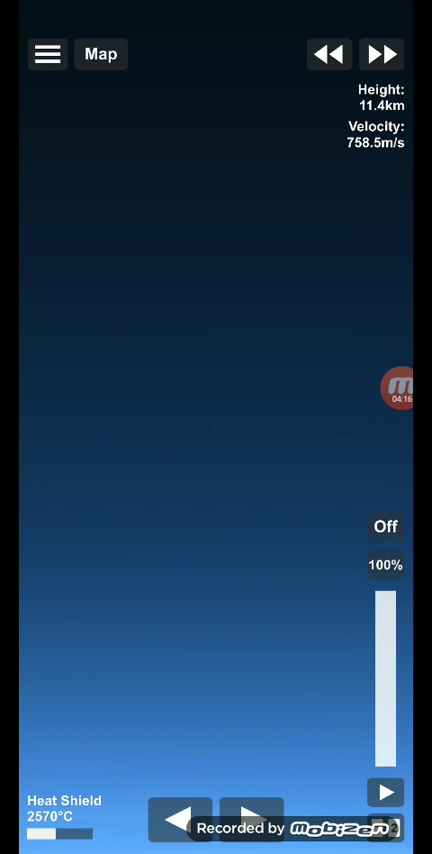 Map
Height:
11.4km
Velocity:
758.5m/s
04:16
Off
100%
Heat Shield
2570°C
Recorded by mobizen